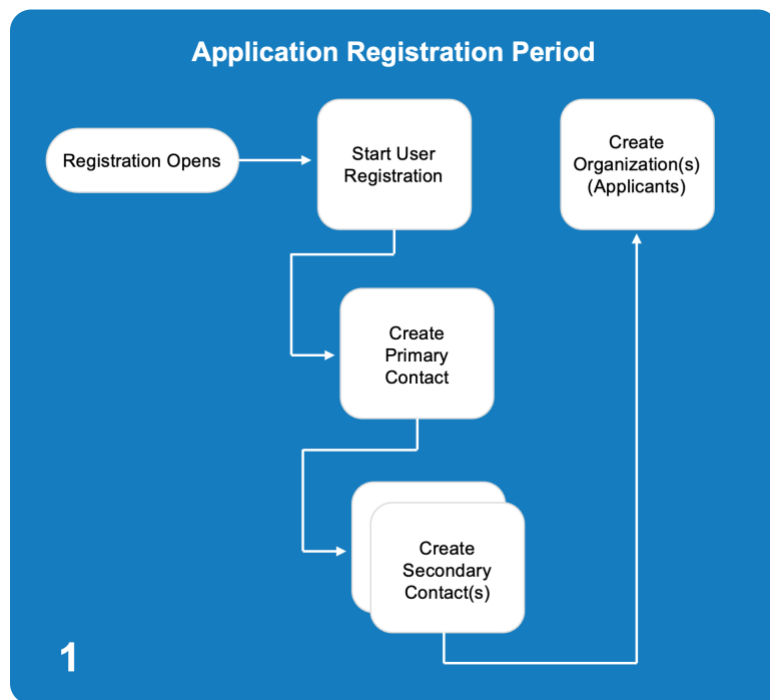 Application Registration Period
Registration Opens
Start User
Registration
Create
Primary
Contact
Create
Secondary
Contact(s)
Create
Organization(s)
(Applicants)
1